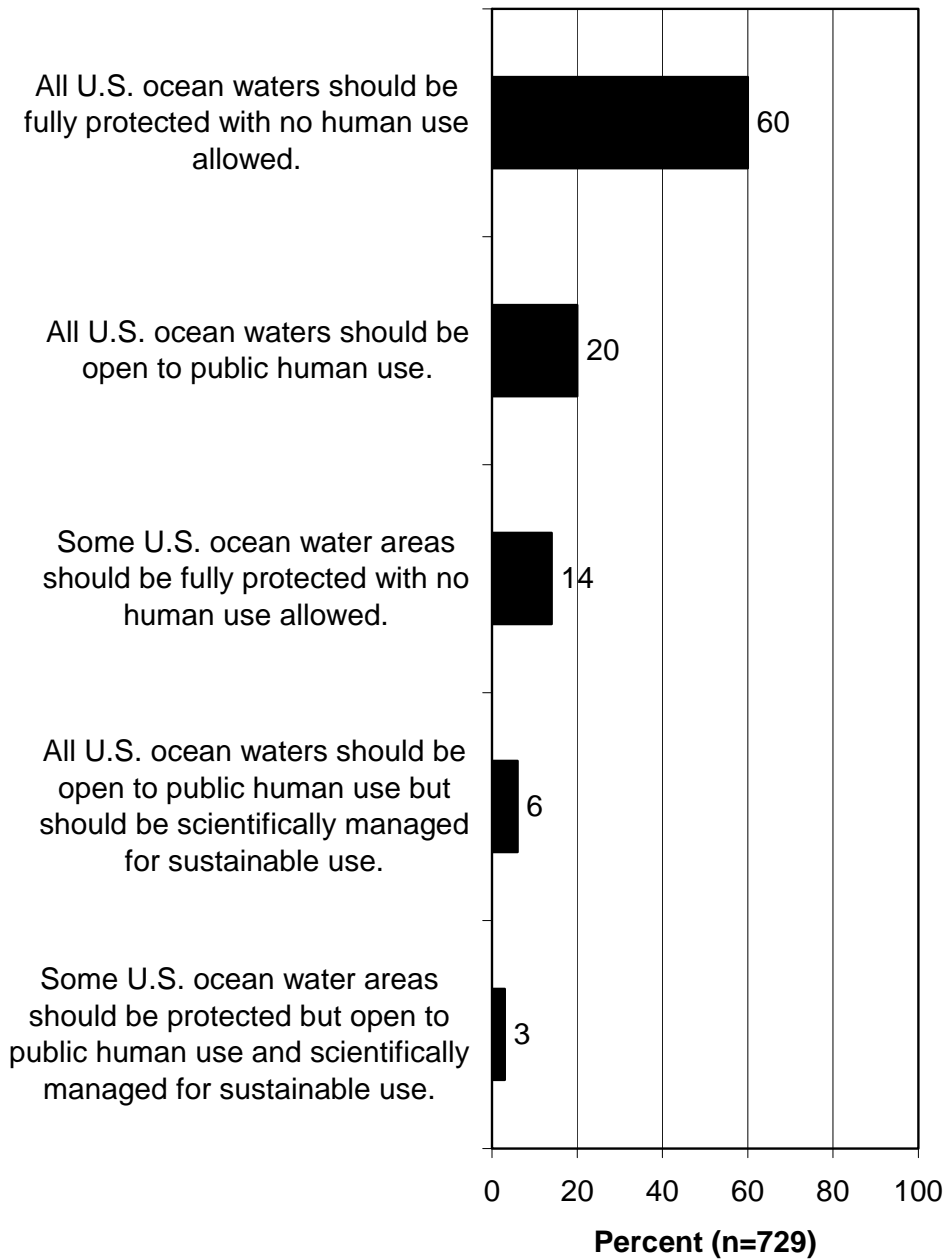 All U.S. ocean waters should be
fully protected with no human use
allowed.
60
All U.S. ocean waters should be
open to public human use.
20
Some U.S. ocean water areas
should be fully protected with no
human use allowed.
14
All U.S. ocean waters should be
open to public human use but
should be scientifically managed
for sustainable use.
6
Some U.S. ocean water areas
should be protected but open to
public human use and scientifically
managed for sustainable use.
3
0 20 40 60 80 100
Percent (n=729)